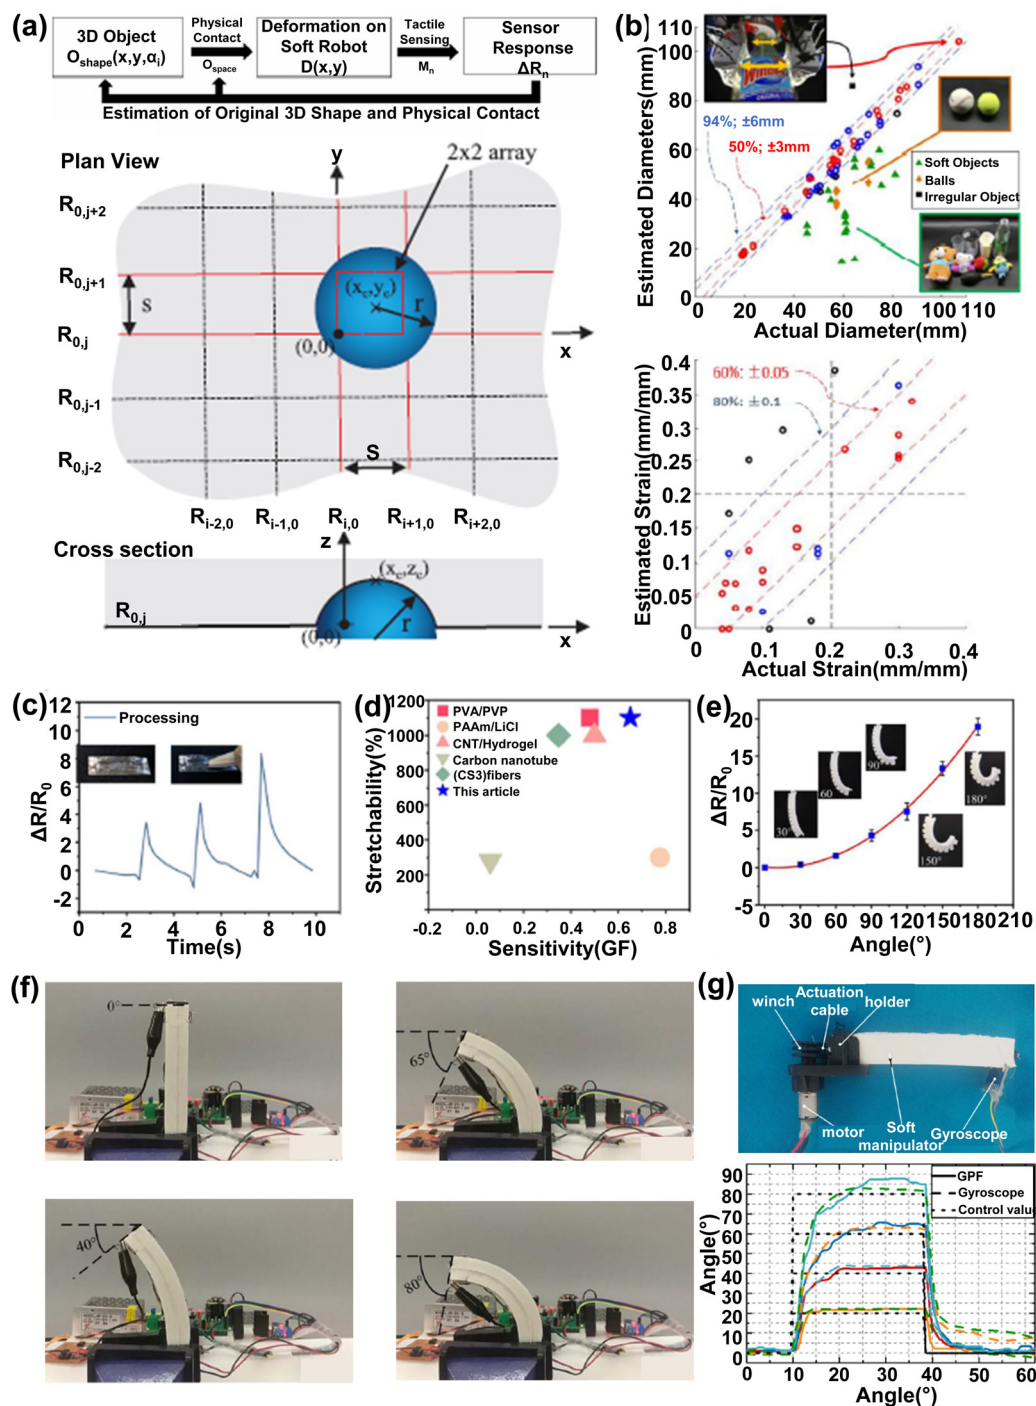 (a)
3D Object
Oshape(x,y,αi)
Physical
Contact
Ospace
Deformation on
Soft Robot
D(x,y)
Tactile
Sensing
Mn
Sensor
Response
ΔRn
Estimation of Original 3D Shape and Physical Contact
Plan View
y
2x2 array
R0,j+2
R0,j+1
S
R0,j
R0,j-1
R0,j-2
(xc,yc)
r
(0,0)
x
S
Ri-2,0 Ri-1,0 Ri,0 Ri+1,0 Ri+2,0
Cross section
z
(xc,zc)
R0,j
(0,0)
r
x
(b)
Estimated Diameters(mm)
110
100
80
60
40
20
0
94%; ±6mm
50%; ±3mm
Soft Objects
Balls
Irregular Object
0 20 40 60 80 100 110
Actual Diameter(mm)
Estimated Strain(mm/mm)
0.4
0.35
0.30
0.25
0.2
0.15
0.1
0.05
0
60%: ±0.05
80%: ±0.1
0.1 0.2 0.3 0.4
Actual Strain(mm/mm)
(c)
ΔR/R0
12
10
8
6
4
2
0
-2
Processing
0 2 4 6 8 10
Time(s)
(d)
Stretchability(%)
1200
1000
800
600
400
200
PVA/PVP
PAAm/LiCl
CNT/Hydrogel
Carbon nanotube
(CS3)fibers
This article
-0.2 0.0 0.2 0.4 0.6 0.8
Sensitivity(GF)
(e)
ΔR/R0
20
15
10
5
0
-5
30°
60
90
150°
180°
0 30 60 90 120 150 180 210
Angle(°)
(f)
0°
65°
40°
80°
(g)
winch
Actuation
cable
holder
motor
Soft
manipulator
Gyroscope
Angle(°)
90
80
70
60
50
40
30
20
10
0
GPF
Gyroscope
Control value
0 10 20 30 40 50 60
Angle(°)